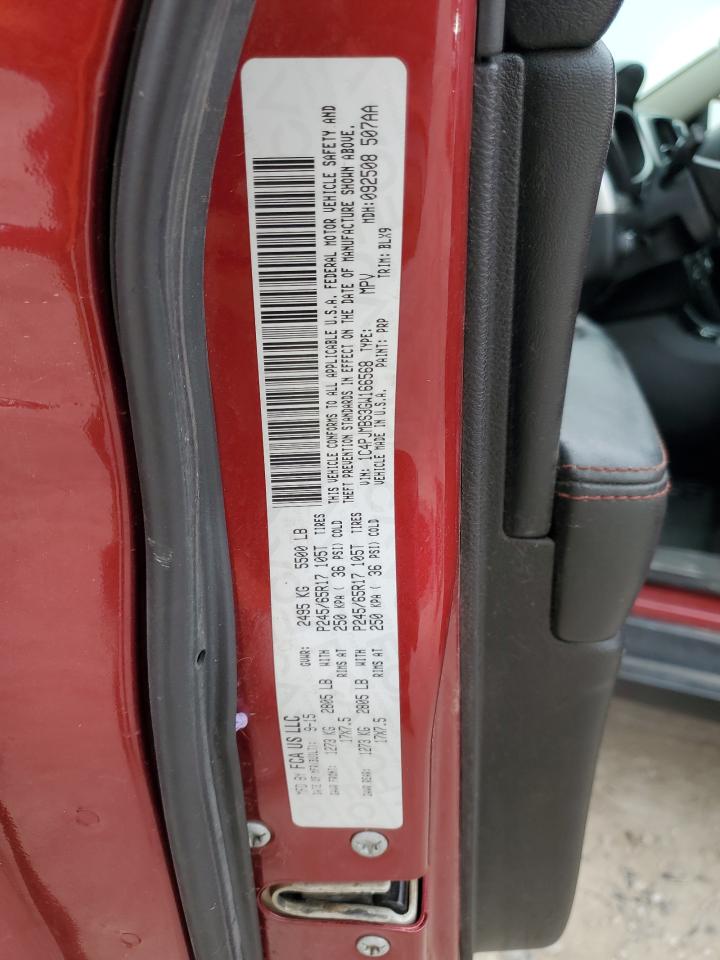 MFD BY FCA US LLC
DATE OF MFR(BUILT): 9-15 GVWR: 2495 KG 5500 LB
GAWR FRONT: 1273 KG 2805 LB WITH P245/65R17 105T TIRES
17X7.5 RIMS AT 250 KPA ( 36 PSI) COLD
GAWR REAR: 1273 KG 2805 LB WITH P245/65R17 105T TIRES
17X7.5 RIMS AT 250 KPA ( 36 PSI) COLD
THIS VEHICLE CONFORMS TO ALL APPLICABLE U.S.A. FEDERAL MOTOR VEHICLE SAFETY AND
THEFT PREVENTION STANDARDS IN EFFECT ON THE DATE OF MANUFACTURE SHOWN ABOVE.
VIN: 1C4PJMBS3GW166568 TYPE: MPV MDH:092508 507AA
VEHICLE MADE IN U.S.A. PAINT: PRP TRIM: BLX9